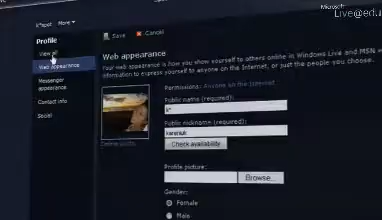 Microsoft
Live@edu
k*spot More
Profile
View all
Web appearance
Messenger
appearance
Contact info
Social
Save Cancel
Web appearance
Your web appearance is how you show yourself to others online in Windows Live and MSN
information to express yourself to anyone on the Internet, or just the people you choose.
Permissions: Anyone on the Internet
Public name (required):
k*
Public nickname (required):
Check availability
Profile picture:
Browse...
Gender:
Female
Male